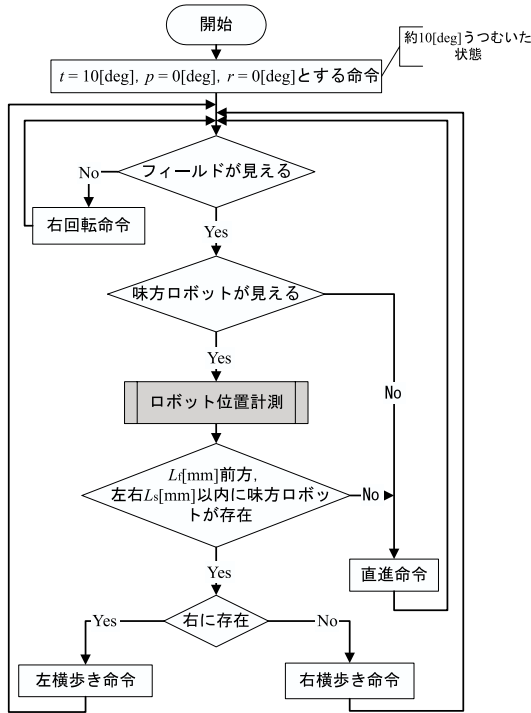 開始
t = 10[deg], p = 0[deg], r = 0[deg]とする命令
約10[deg]うつむいた
状態
フィールドが見える
No
右回転命令
Yes
味方ロボットが見える
Yes
No
ロボット位置計測
Lf[mm]前方,
左右Ls[mm]以内に味方ロボッ
トが存在
No
Yes
直進命令
右に存在
Yes
No
左横歩き命令
右横歩き命令